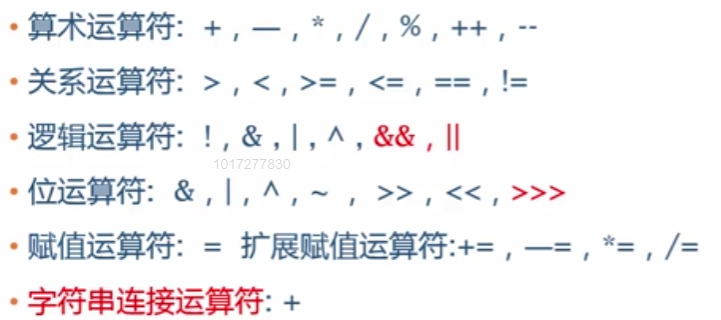 • 算术运算符: + , — , * , / , % , ++ , --
• 关系运算符: > , < , >= , <= , == , !=
• 逻辑运算符: ! , & , | , ^ , && , ||
1017277830
• 位运算符: & , | , ^ , ~ , >> , << , >>>
• 赋值运算符: = 扩展赋值运算符:+= , —= , *= , /=
• 字符串连接运算符: +